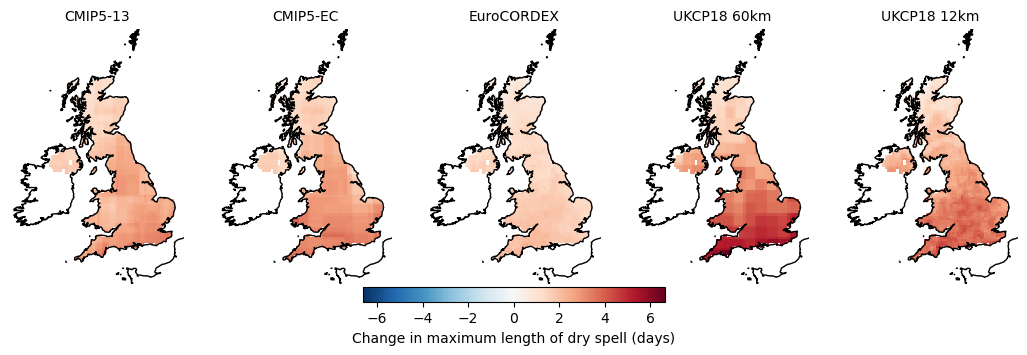 CMIP5-13 CMIP5-EC EuroCORDEX UKCP18 60km UKCP18 12km
−6 −4 −2 0 2 4 6
Change in maximum length of dry spell (days)